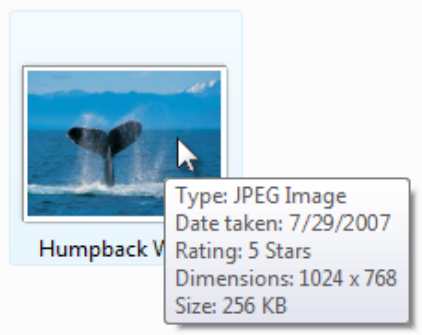 Humpback W
Type: JPEG Image
Date taken: 7/29/2007
Rating: 5 Stars
Dimensions: 1024 x 768
Size: 256 KB